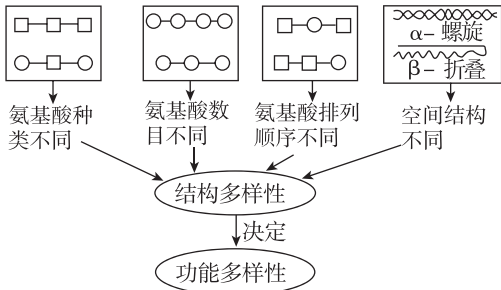 α- 螺旋
β- 折叠
氨基酸种
类不同
氨基酸数
目不同
氨基酸排列
顺序不同
空间结构
不同
结构多样性
决定
功能多样性